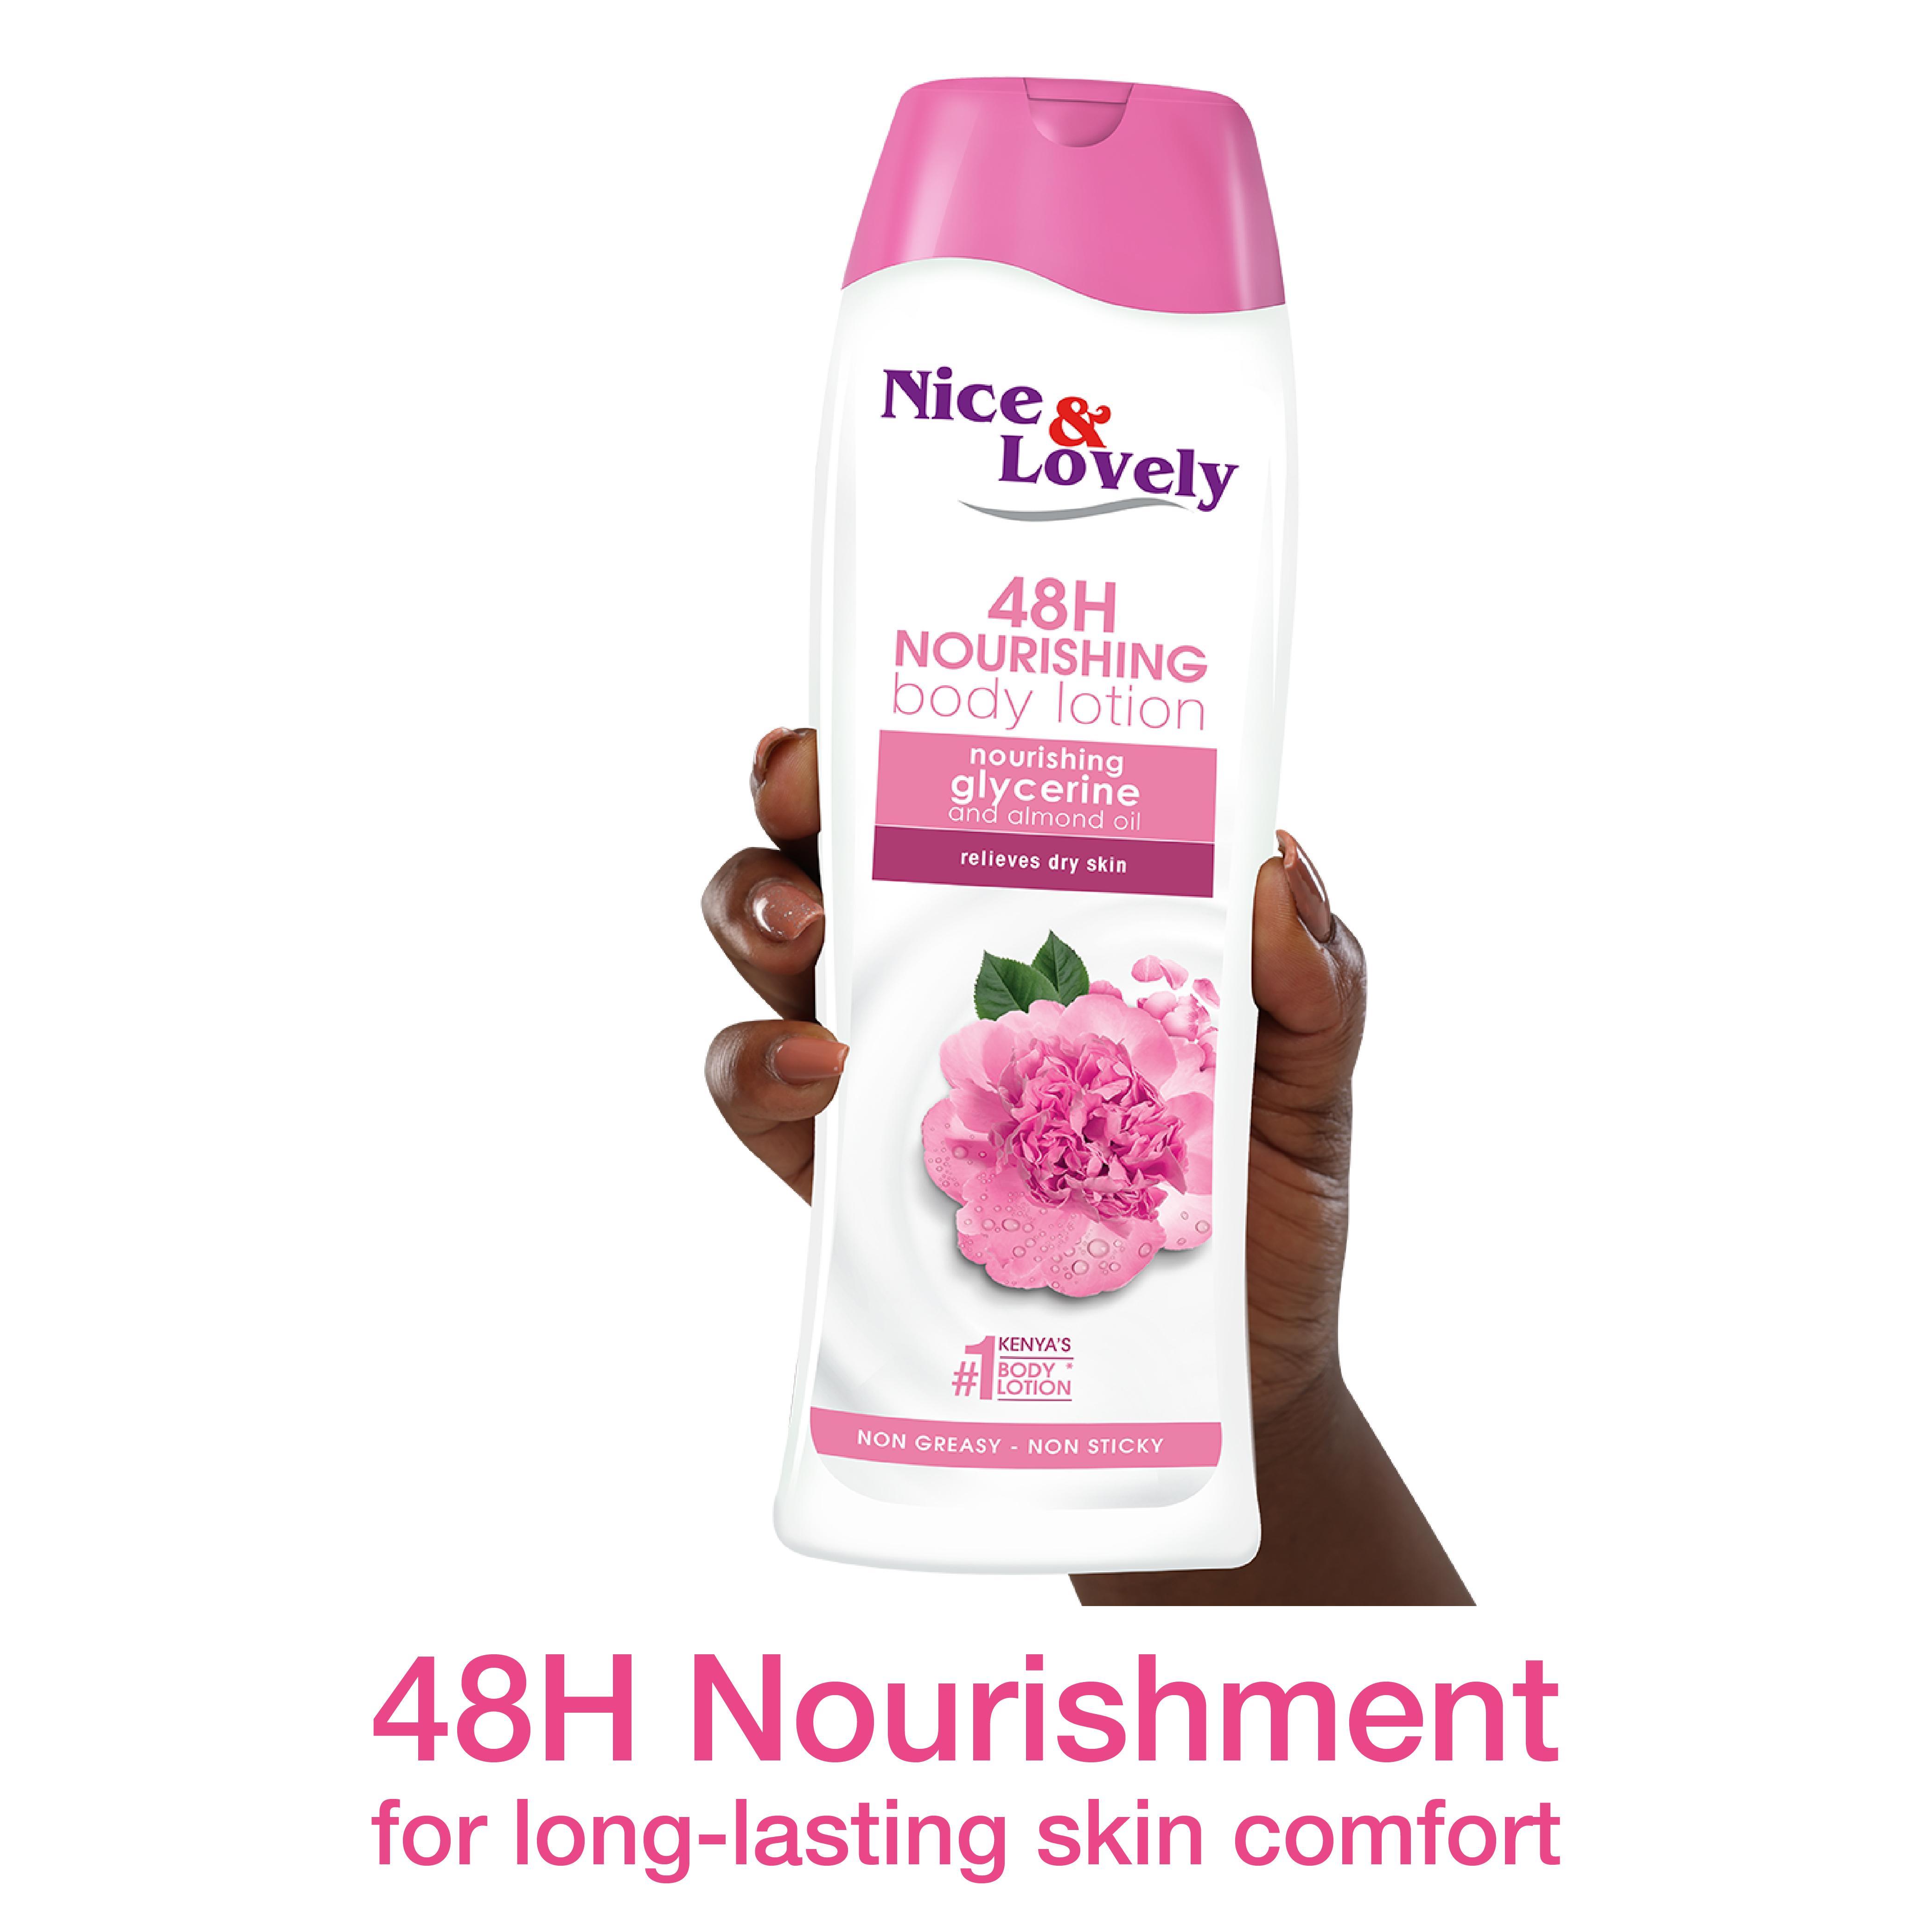 Nice &
Lovely
48H
NOURISHING
body lotion
nourishing
glycerine
and almond oil
relieves dry skin
#1 KENYA'S
BODY *
LOTION
NON GREASY - NON STICKY
48H Nourishment
for long-lasting skin comfort